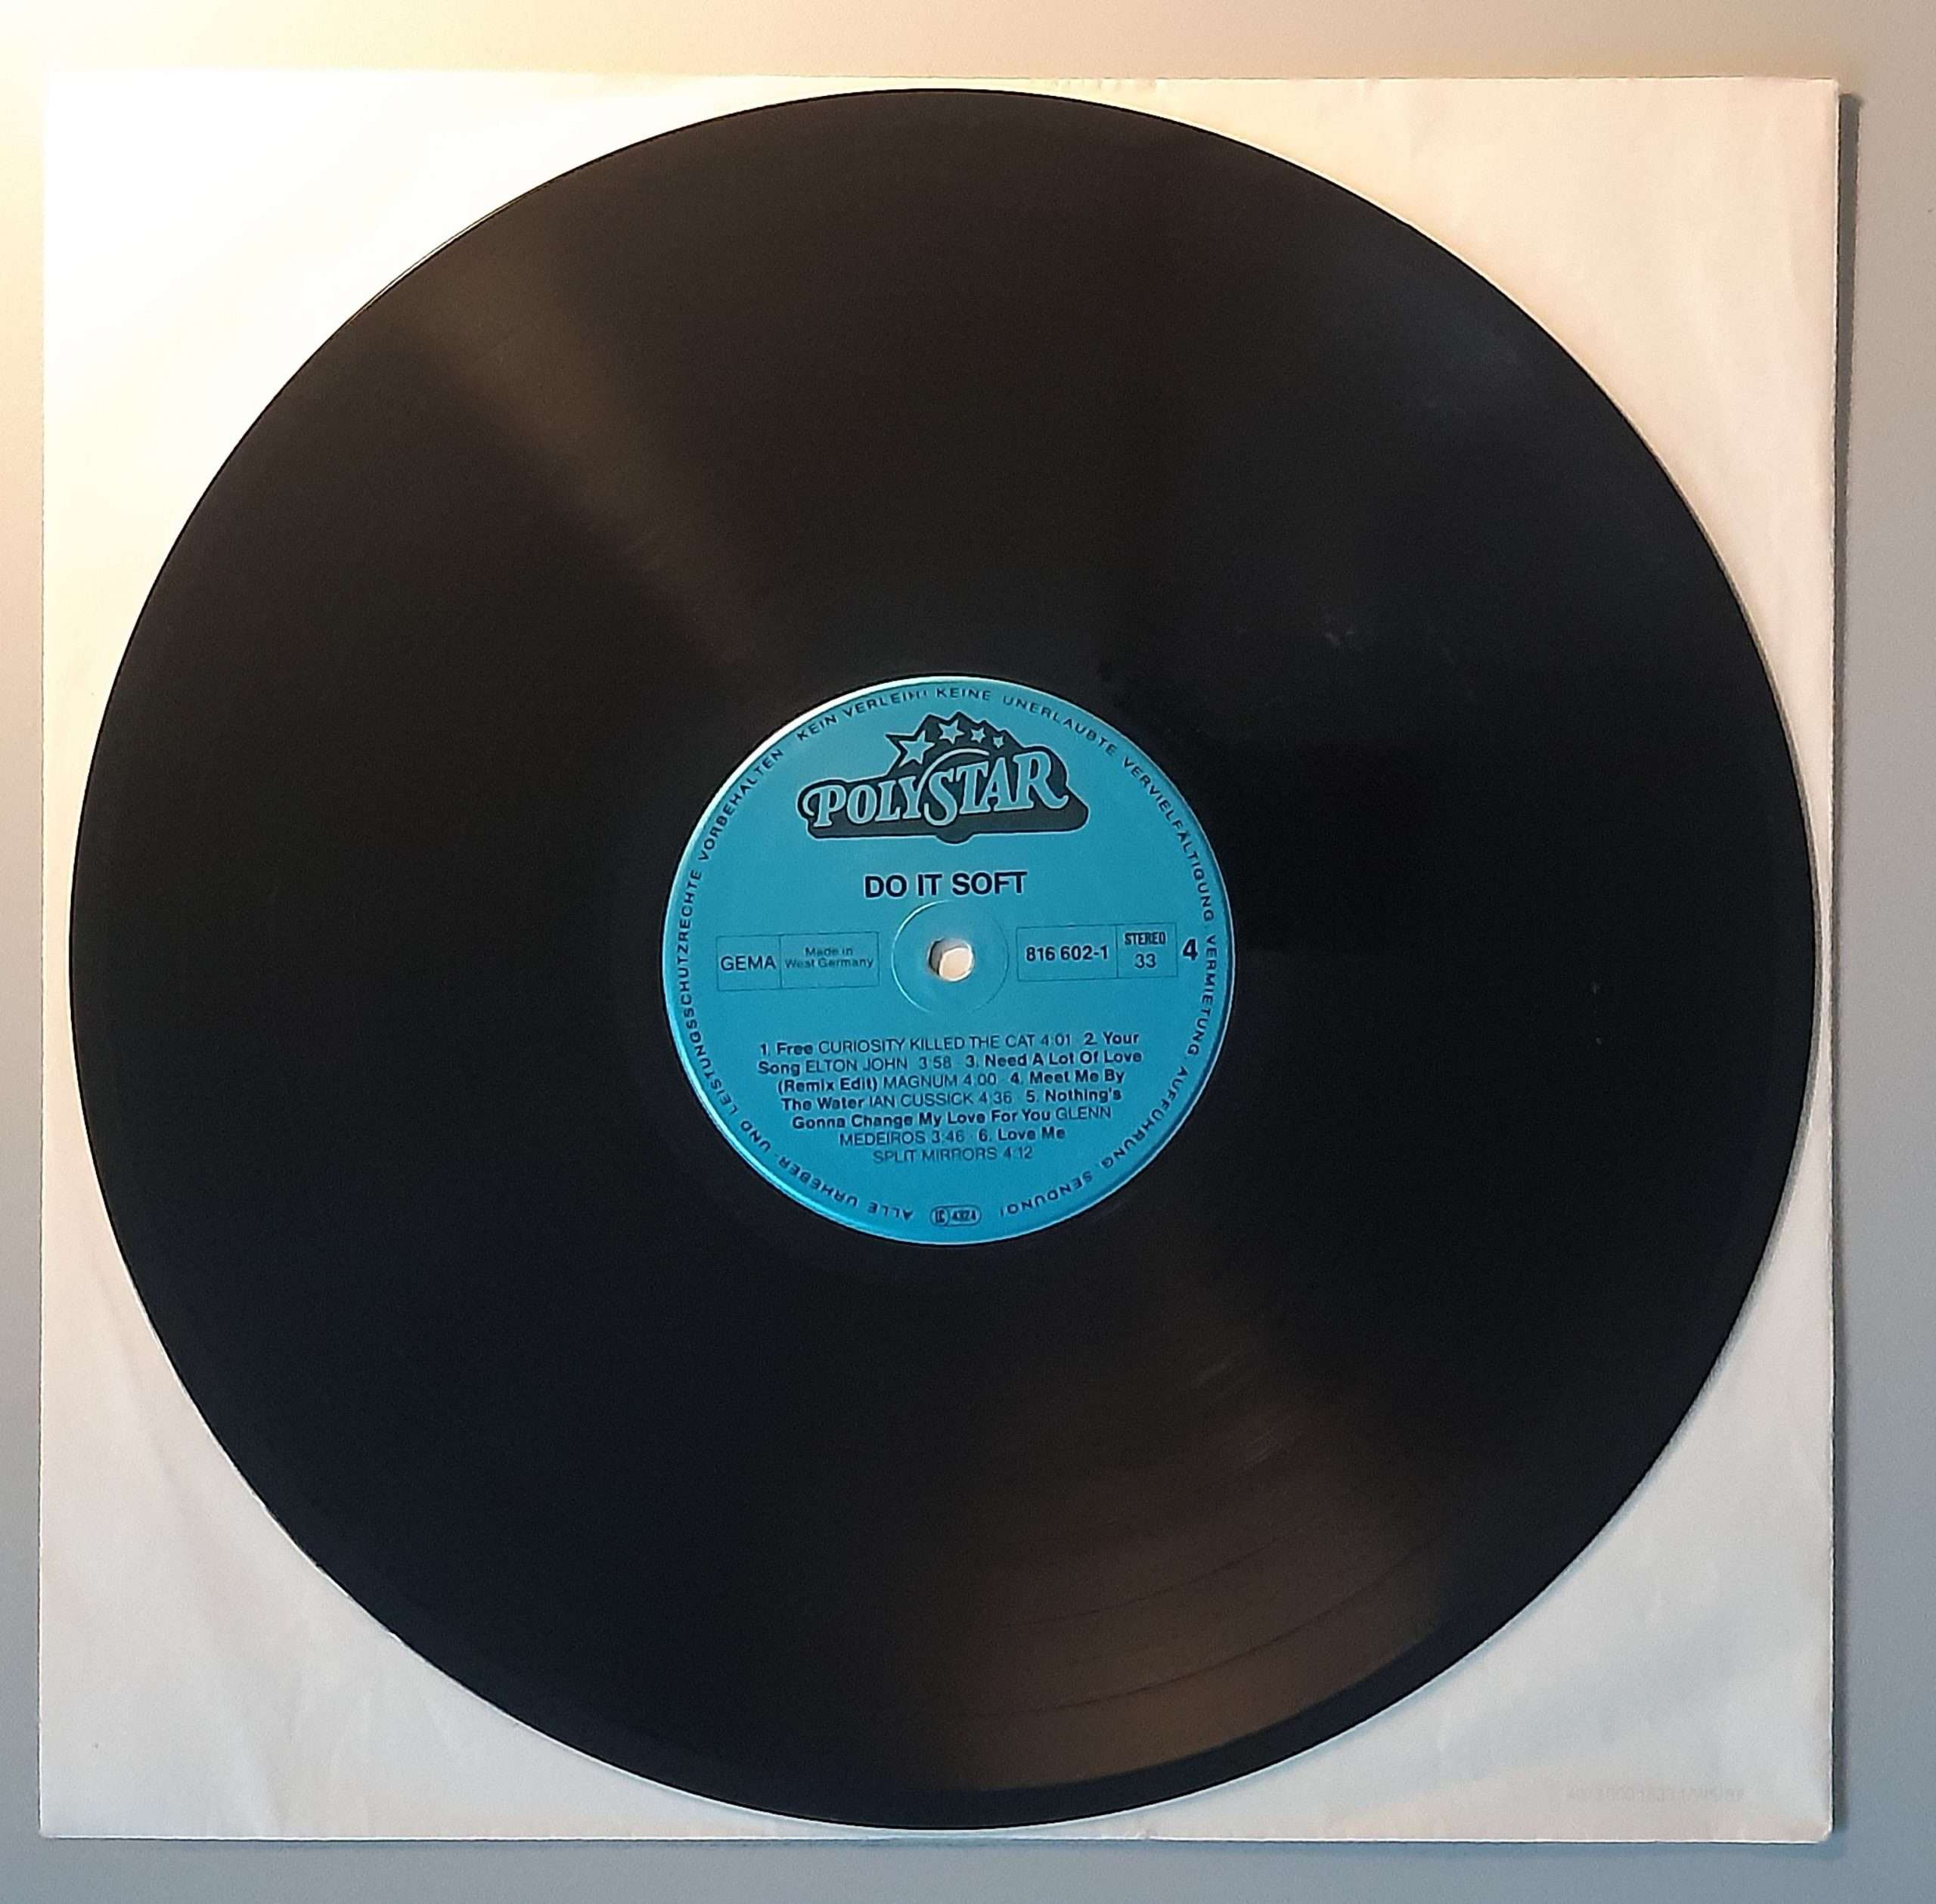 ALLE URHEBER- UND LEISTUNGSSCHUTZRECHTE VORBEHALTEN KEIN VERLEIH! KEINE UNERLAUBTE VERVIELFÄLTIGUNG, VERMIETUNG, AUFFÜHRUNG, SENDUNG!
POLYSTAR
DO IT SOFT
GEMA
Made in
West Germany
816 602-1
STEREO
33
4
1. Free CURIOSITY KILLED THE CAT 4:01 · 2. Your
Song ELTON JOHN 3:58 · 3. Need A Lot Of Love
(Remix Edit) MAGNUM 4:00 · 4. Meet Me By
The Water IAN CUSSICK 4:36 · 5. Nothing's
Gonna Change My Love For You GLENN
MEDEIROS 3:46 · 6. Love Me
SPLIT MIRRORS 4:12
LC 4324